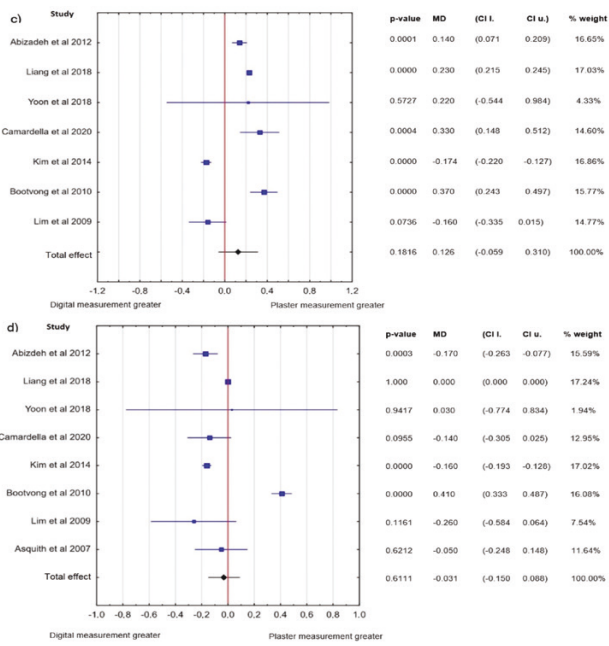 c) Study p-value MD (CI l. CI u.) % weight
Abizadeh et al 2012 0.0001 0.140 (0.071 0.209) 16.65%
Liang et al 2018 0.0000 0.230 (0.215 0.245) 17.03%
Yoon et al 2018 0.5727 0.220 (-0.544 0.984) 4.33%
Camardella et al 2020 0.0004 0.330 (0.148 0.512) 14.60%
Kim et al 2014 0.0000 -0.174 (-0.220 -0.127) 16.86%
Bootvong et al 2010 0.0000 0.370 (0.243 0.497) 15.77%
Lim et al 2009 0.0736 -0.160 (-0.335 0.015) 14.77%
Total effect 0.1816 0.126 (-0.059 0.310) 100.00%
-1,2 -0.8 -0.4 0.0 0.4 0.8 1,2
Digital measurement greater Plaster measurement greater
d) Study p-value MD (CI l. CI u. % weight
Abizdeh et al 2012 0.0003 -0.170 (-0.263 -0.077) 15.59%
Liang et al 2018 1.000 0.000 (0.000 0.000) 17.24%
Yoon et al 2018 0.9417 0.030 (-0.774 0.834) 1.94%
Camardella et al 2020 0.0955 -0.140 (-0.305 0.025) 12.95%
Kim et al 2014 0.0000 -0.160 (-0.193 -0.128) 17.02%
Bootvong et al 2010 0.0000 0.410 (0.333 0.487) 16.08%
Lim et al 2009 0.1161 -0.260 (-0.584 0.064) 7.54%
Asquith et al 2007 0.6212 -0.050 (-0.248 0.148) 11.64%
Total effect 0.6111 -0.031 (-0.150 0.088) 100.00%
-1.0 -0.8 -0.6 -0.4 -0.2 0.0 0.2 0.4 0.6 0.8 1.0
Digital measurement greater Plaster measurement greater